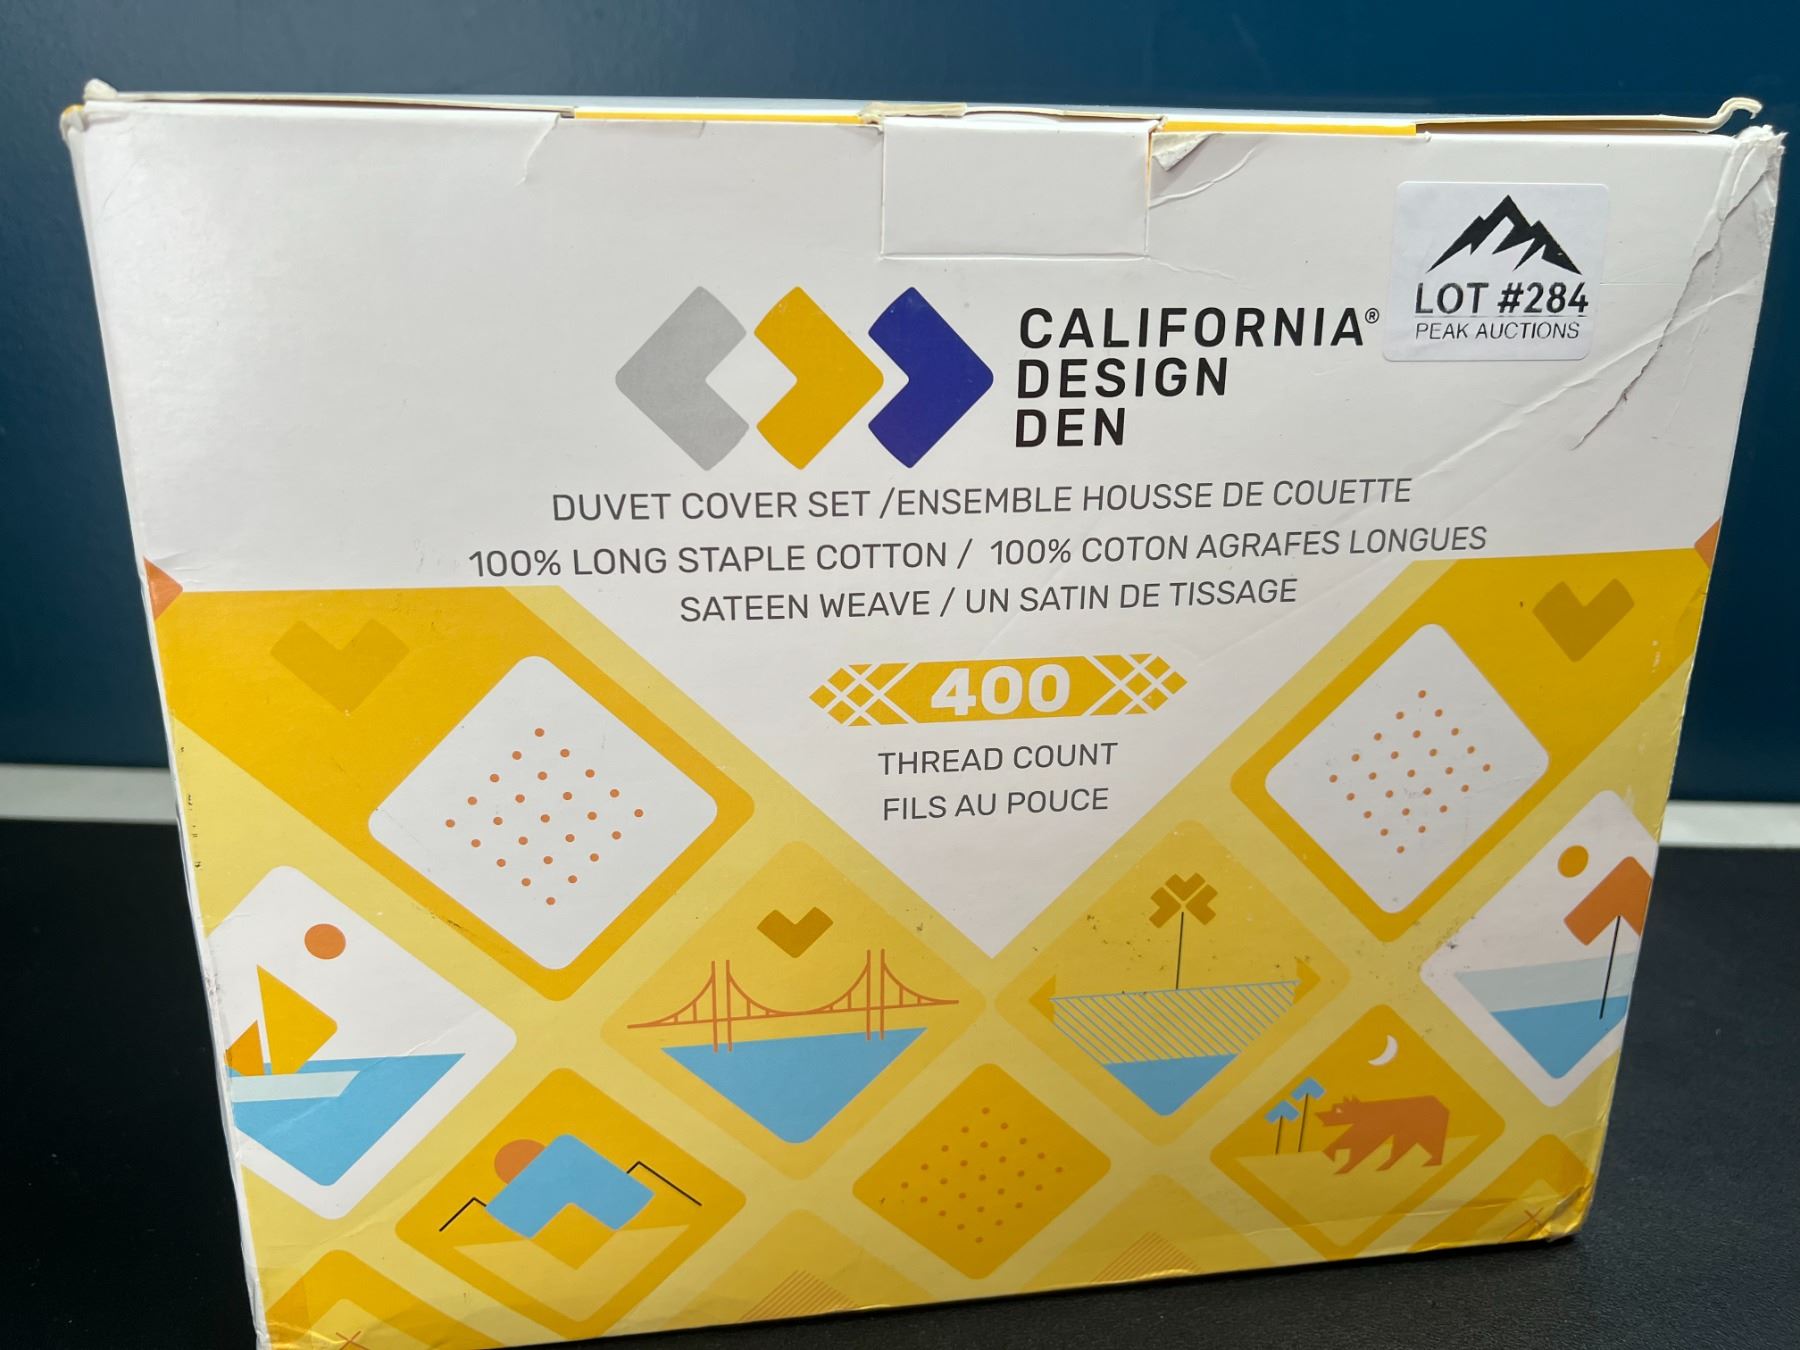 CALIFORNIA®
DESIGN
DEN
LOT #284
PEAK AUCTIONS
DUVET COVER SET /ENSEMBLE HOUSSE DE COUETTE
100% LONG STAPLE COTTON / 100% COTON AGRAFES LONGUES
SATEEN WEAVE / UN SATIN DE TISSAGE
400
THREAD COUNT
FILS AU POUCE